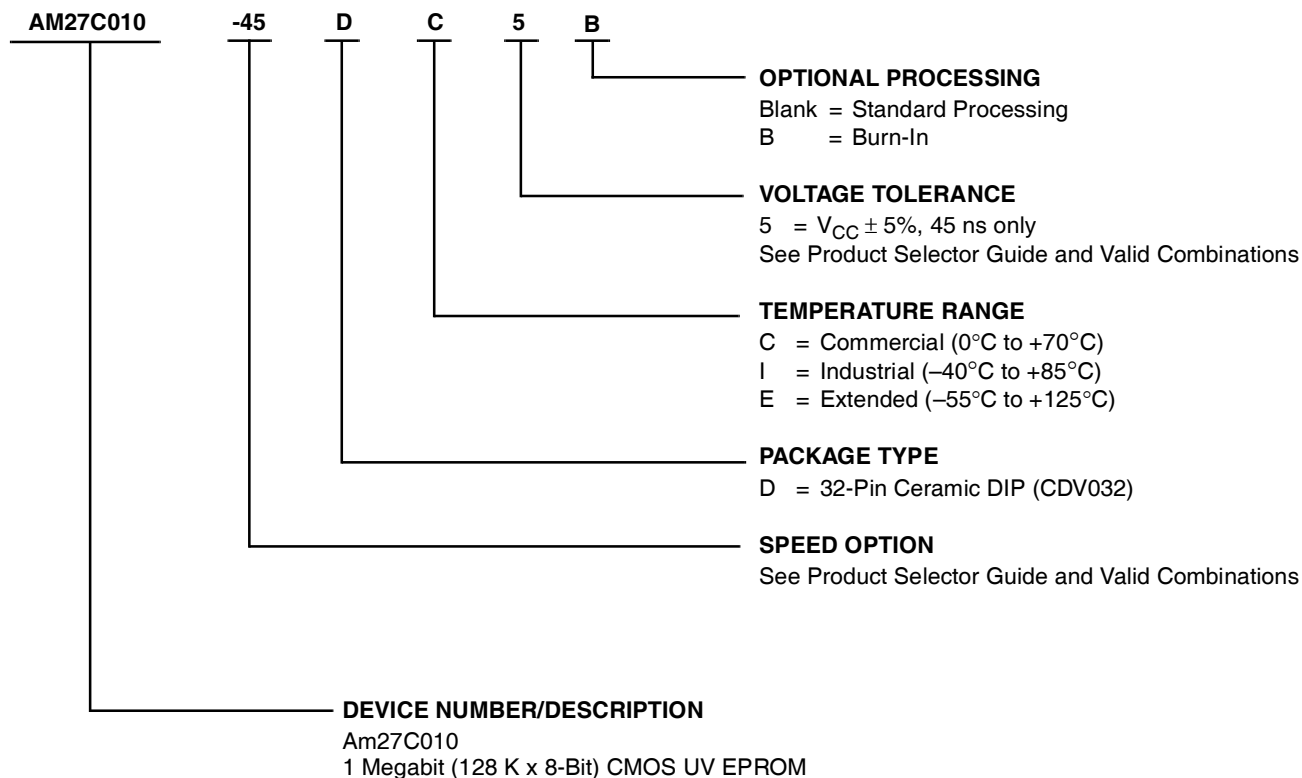 AM27C010 -45 D C 5 B
OPTIONAL PROCESSING
Blank = Standard Processing
B = Burn-In
VOLTAGE TOLERANCE
5 = VCC ± 5%, 45 ns only
See Product Selector Guide and Valid Combinations
TEMPERATURE RANGE
C = Commercial (0°C to +70°C)
I = Industrial (–40°C to +85°C)
E = Extended (–55°C to +125°C)
PACKAGE TYPE
D = 32-Pin Ceramic DIP (CDV032)
SPEED OPTION
See Product Selector Guide and Valid Combinations
DEVICE NUMBER/DESCRIPTION
Am27C010
1 Megabit (128 K x 8-Bit) CMOS UV EPROM